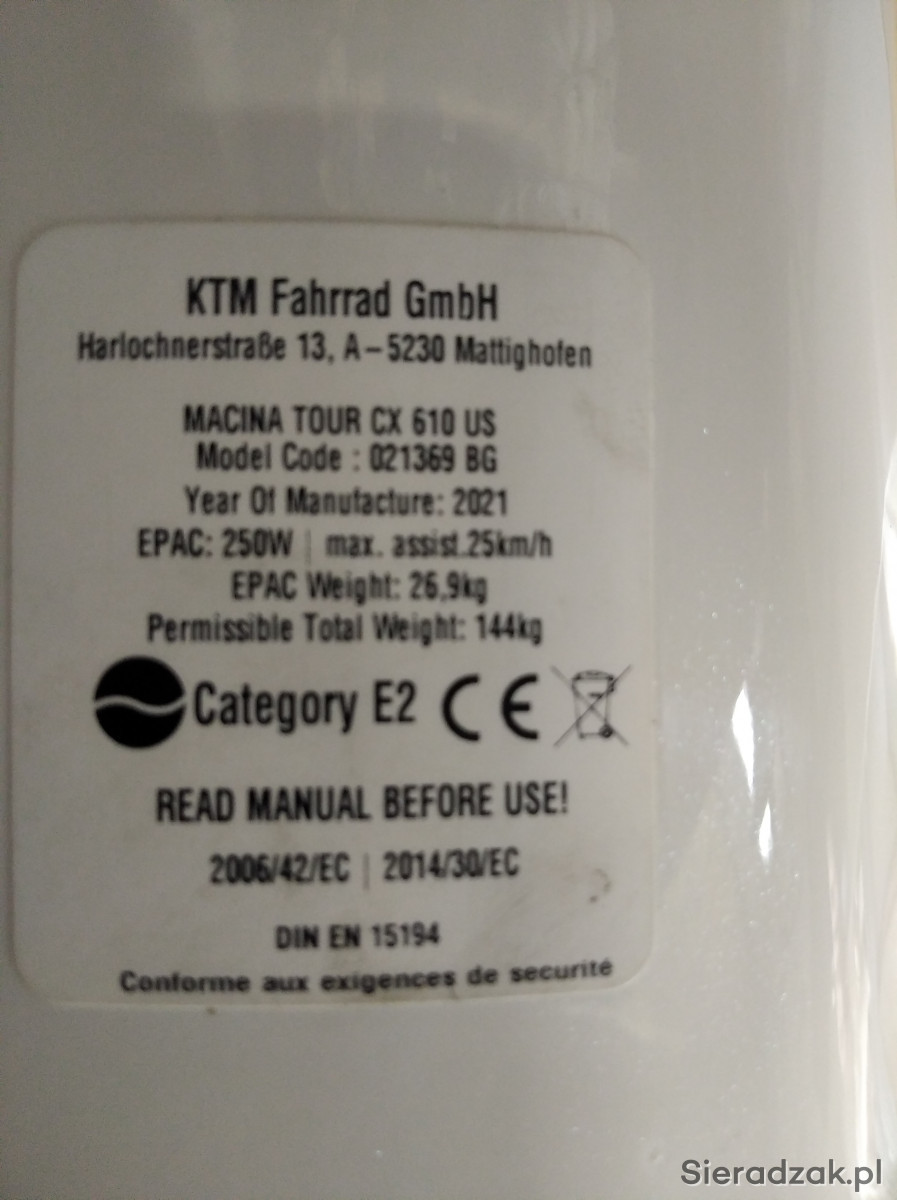 KTM Fahrrad GmbH
Harlochnerstraße 13, A – 5230 Mattighofen
MACINA TOUR CX 610 US
Model Code : 021369 BG
Year Of Manufacture: 2021
EPAC: 250W | max. assist.25km/h
EPAC Weight: 26,9kg
Permissible Total Weight: 144kg
Category E2 CE
READ MANUAL BEFORE USE!
2006/42/EC | 2014/30/EC
DIN EN 15194
Conforme aux exigences de securité
Sieradzak.pl